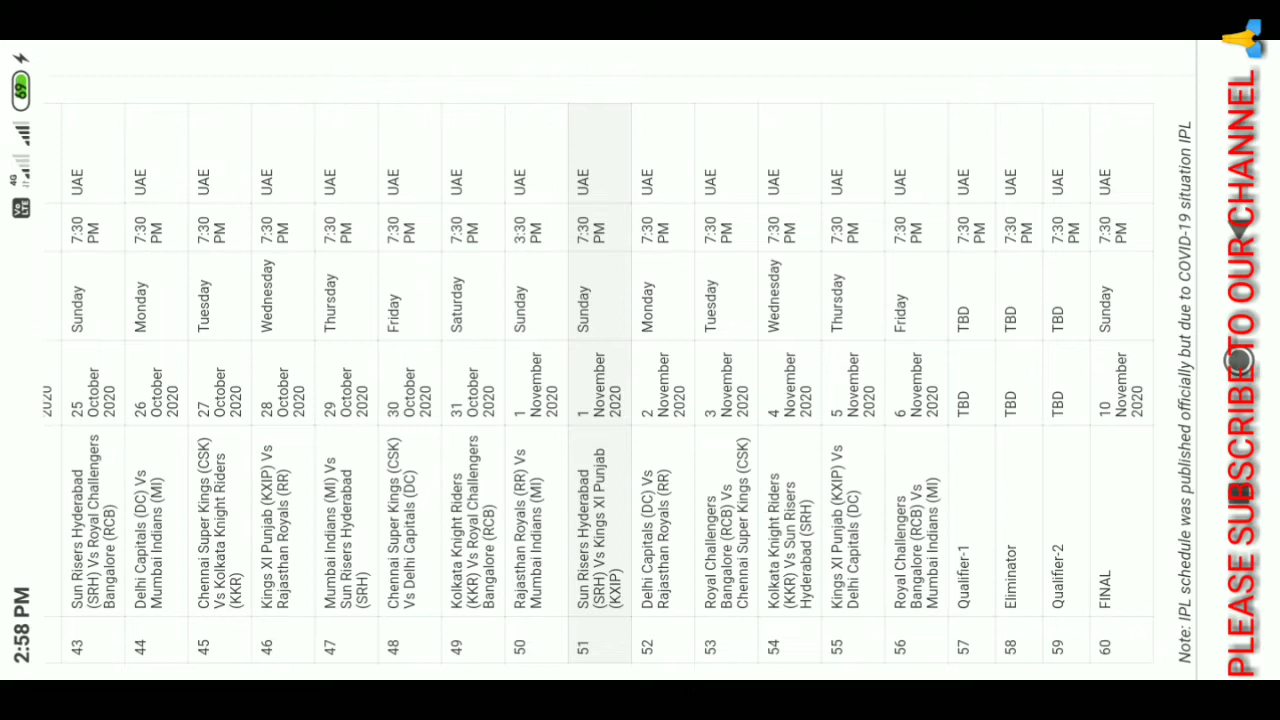 2:58 PM
Vo LTE 4G 69
2020
43 Sun Risers Hyderabad 25 Sunday 7:30 UAE
(SRH) Vs Royal Challengers October PM
Bangalore (RCB) 2020
44 Delhi Capitals (DC) Vs 26 Monday 7:30 UAE
Mumbai Indians (MI) October PM
2020
45 Chennai Super Kings (CSK) 27 Tuesday 7:30 UAE
Vs Kolkata Knight Riders October PM
(KKR) 2020
46 Kings XI Punjab (KXIP) Vs 28 Wednesday 7:30 UAE
Rajasthan Royals (RR) October PM
2020
47 Mumbai Indians (MI) Vs 29 Thursday 7:30 UAE
Sun Risers Hyderabad October PM
(SRH) 2020
48 Chennai Super Kings (CSK) 30 Friday 7:30 UAE
Vs Delhi Capitals (DC) October PM
2020
49 Kolkata Knight Riders 31 Saturday 7:30 UAE
(KKR) Vs Royal Challengers October PM
Bangalore (RCB) 2020
50 Rajasthan Royals (RR) Vs 1 Sunday 3:30 UAE
Mumbai Indians (MI) November PM
2020
51 Sun Risers Hyderabad 1 Sunday 7:30 UAE
(SRH) Vs Kings XI Punjab November PM
(KXIP) 2020
52 Delhi Capitals (DC) Vs 2 Monday 7:30 UAE
Rajasthan Royals (RR) November PM
2020
53 Royal Challengers 3 Tuesday 7:30 UAE
Bangalore (RCB) Vs November PM
Chennai Super Kings (CSK) 2020
54 Kolkata Knight Riders 4 Wednesday 7:30 UAE
(KKR) Vs Sun Risers November PM
Hyderabad (SRH) 2020
55 Kings XI Punjab (KXIP) Vs 5 Thursday 7:30 UAE
Delhi Capitals (DC) November PM
2020
56 Royal Challengers 6 Friday 7:30 UAE
Bangalore (RCB) Vs November PM
Mumbai Indians (MI) 2020
57 Qualifier-1 TBD TBD 7:30 UAE
PM
58 Eliminator TBD TBD 7:30 UAE
PM
59 Qualifier-2 TBD TBD 7:30 UAE
PM
60 FINAL 10 Sunday 7:30 UAE
November PM
2020
Note: IPL schedule was published officially but due to COVID-19 situation IPL
PLEASE SUBSCRIBE TO OUR CHANNEL